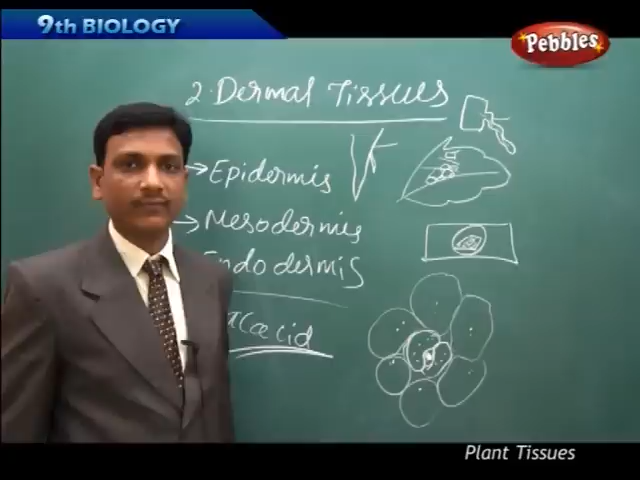 9th BIOLOGY
Pebbles
2. Dermal Tissues
→ Epidermis
→ Mesodermis
Endodermis
Plant Tissues